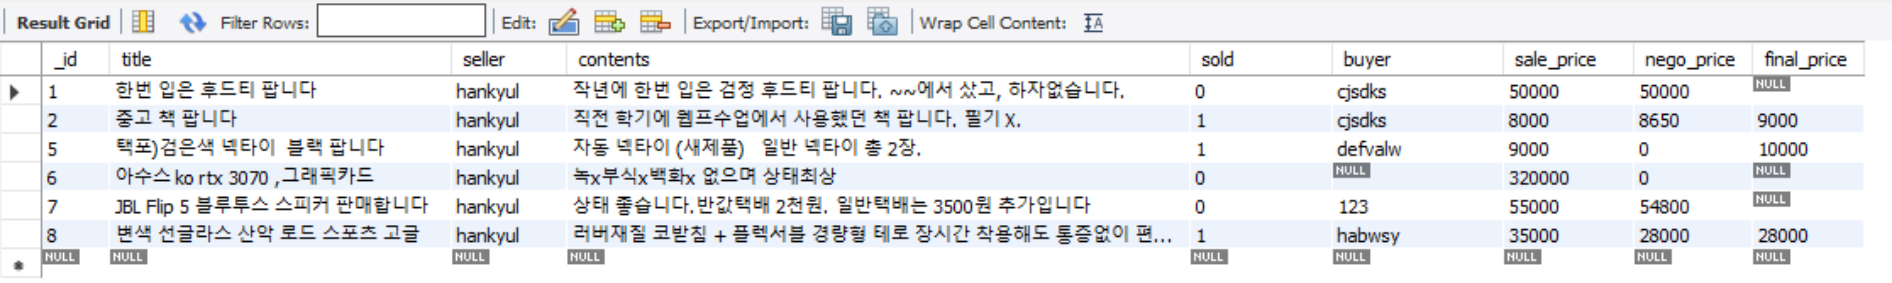 Result Grid Filter Rows: Edit: Export/Import: Wrap Cell Content: IA
_id title seller contents sold buyer sale_price nego_price final_price
1 한번 입은 후드티 팝니다 hankyul 작년에 한번 입은 검정 후드티 팝니다. ~~에서 샀고, 하자없습니다. 0 cjsdks 50000 50000 NULL
2 중고 책 팝니다 hankyul 직전 학기에 웹프수업에서 사용했던 책 팝니다. 필기 X. 1 cjsdks 8000 8650 9000
5 택포)검은색 넥타이 블랙 팝니다 hankyul 자동 넥타이 (새제품) 일반 넥타이 총 2장. 1 defvalw 9000 0 10000
6 아수스 ko rtx 3070 ,그래픽카드 hankyul 녹x부식x백화x 없으며 상태최상 0 NULL 320000 0 NULL
7 JBL Flip 5 블루투스 스피커 판매합니다 hankyul 상태 좋습니다.반값택배 2천원. 일반택배는 3500원 추가입니다 0 123 55000 54800 NULL
8 변색 선글라스 산악 로드 스포츠 고글 hankyul 러버재질 코받침 + 플렉서블 경량형 테로 장시간 착용해도 통증없이 편... 1 habwsy 35000 28000 28000
NULL NULL NULL NULL NULL NULL NULL NULL NULL